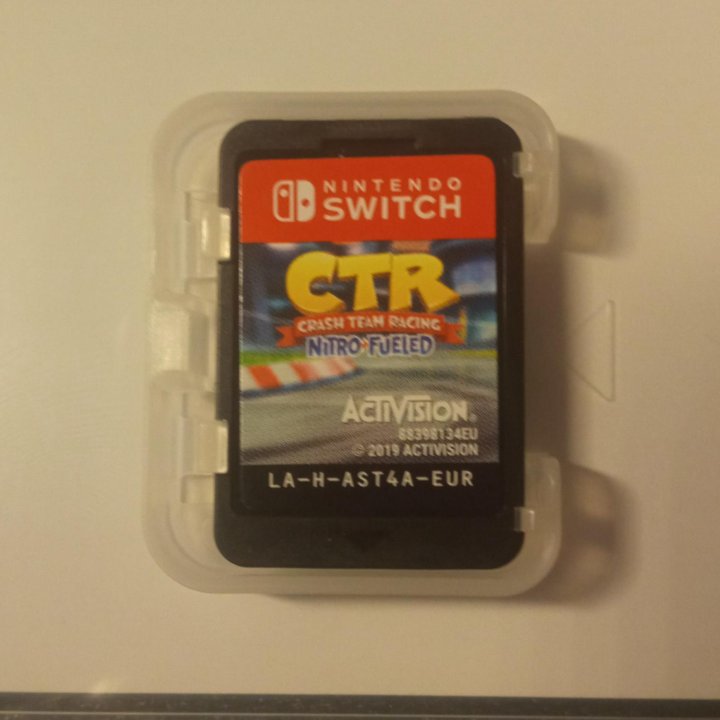 NINTENDO
SWITCH
CTR
CRASH TEAM RACING
NITRO-FUELED
ACTIVISION®
88398134EU
© 2019 ACTIVISION
LA-H-AST4A-EUR